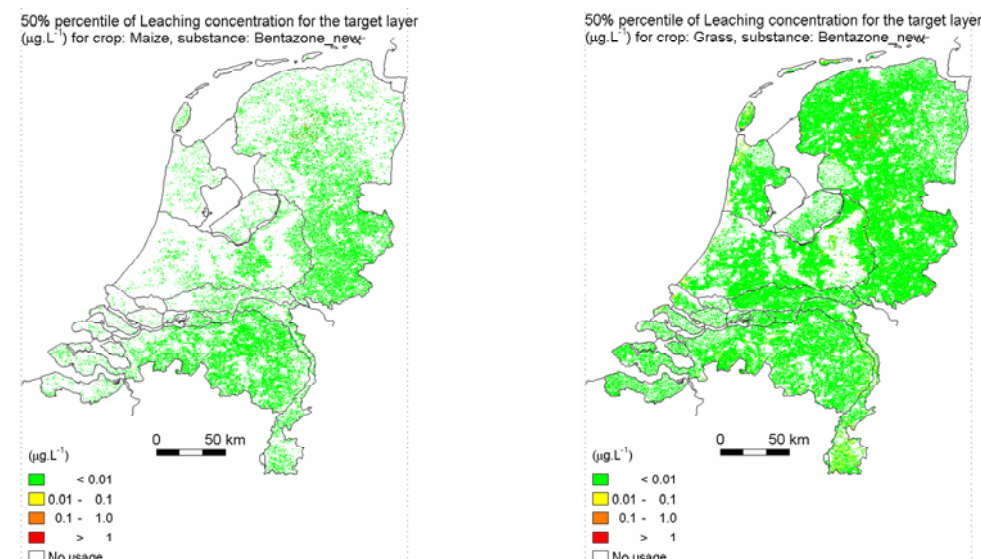 50% percentile of Leaching concentration for the target layer
(µg.L⁻¹) for crop: Maize, substance: Bentazone_new
0 50 km
(µg.L⁻¹)
< 0.01
0.01 - 0.1
0.1 - 1.0
> 1
No usage
50% percentile of Leaching concentration for the target layer
(µg.L⁻¹) for crop: Grass, substance: Bentazone_new
0 50 km
(µg.L⁻¹)
< 0.01
0.01 - 0.1
0.1 - 1.0
> 1
No usage